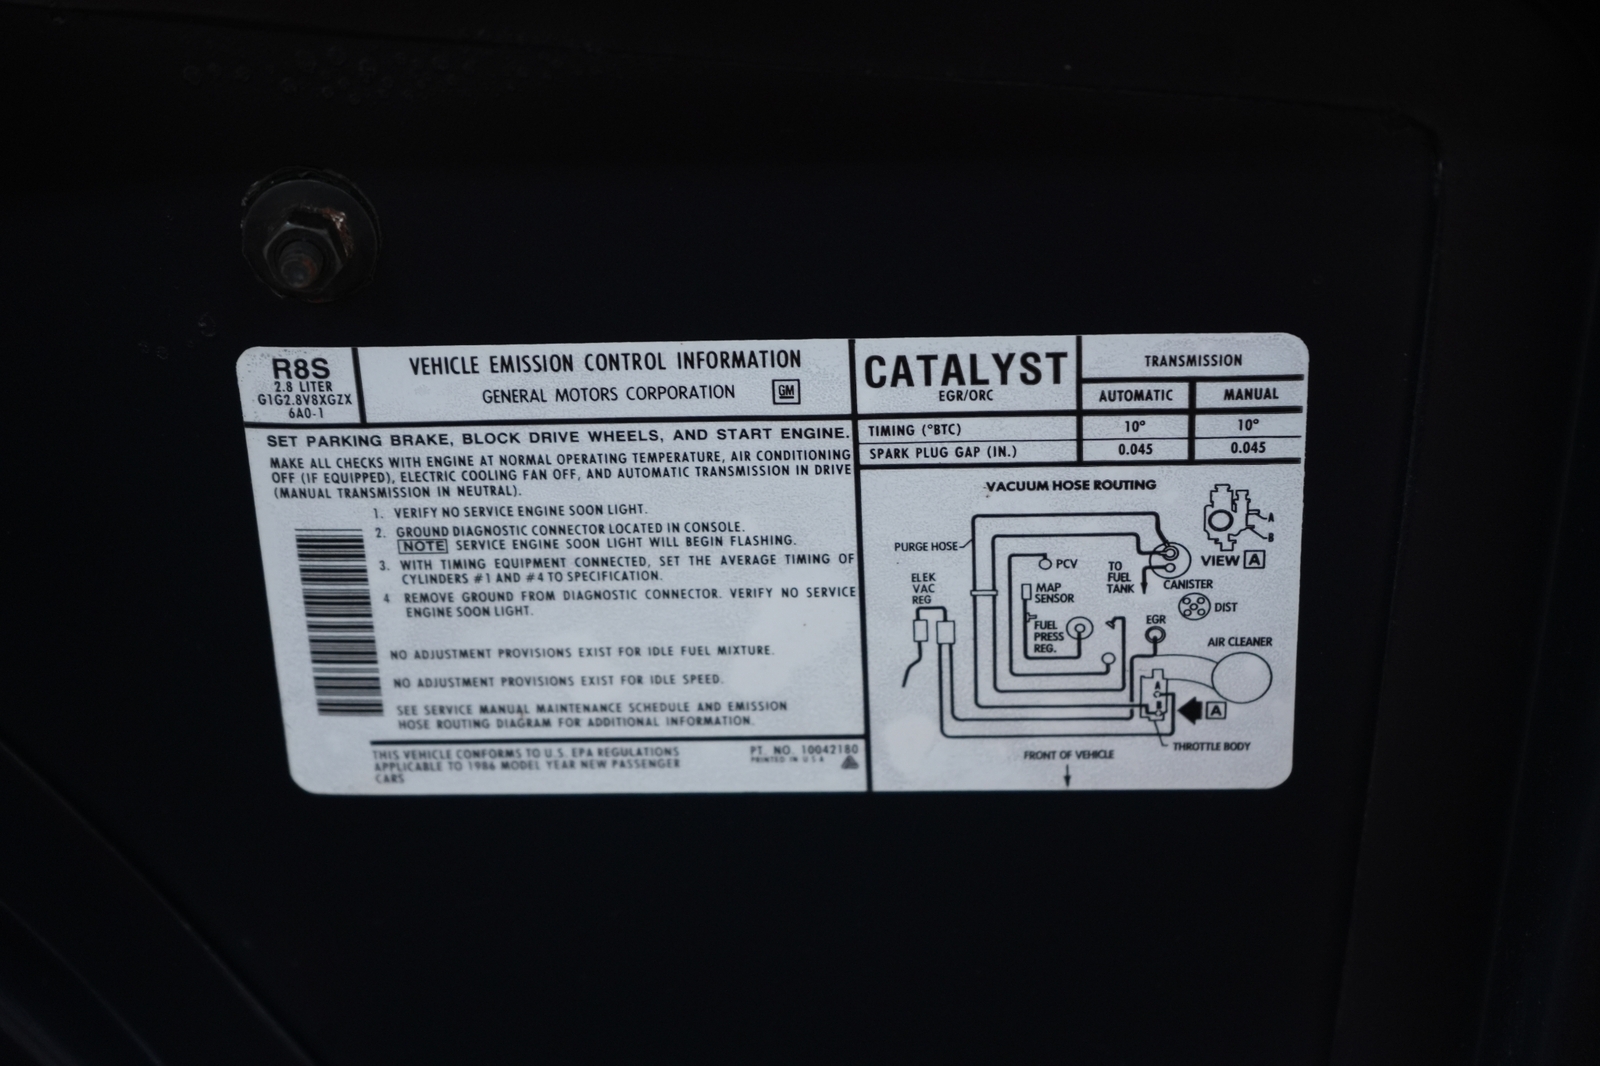 R8S
2.8 LITER
G1G2.8V8XGZX
6A0-1
VEHICLE EMISSION CONTROL INFORMATION
GENERAL MOTORS CORPORATION
GM
CATALYST
EGR/ORC
TRANSMISSION
AUTOMATIC
MANUAL
TIMING (°BTC)
10°
10°
SPARK PLUG GAP (IN.)
0.045
0.045
SET PARKING BRAKE, BLOCK DRIVE WHEELS, AND START ENGINE.
MAKE ALL CHECKS WITH ENGINE AT NORMAL OPERATING TEMPERATURE, AIR CONDITIONING
OFF (IF EQUIPPED), ELECTRIC COOLING FAN OFF, AND AUTOMATIC TRANSMISSION IN DRIVE
(MANUAL TRANSMISSION IN NEUTRAL).
1. VERIFY NO SERVICE ENGINE SOON LIGHT.
2. GROUND DIAGNOSTIC CONNECTOR LOCATED IN CONSOLE.
NOTE SERVICE ENGINE SOON LIGHT WILL BEGIN FLASHING.
3. WITH TIMING EQUIPMENT CONNECTED, SET THE AVERAGE TIMING OF
CYLINDERS #1 AND #4 TO SPECIFICATION.
4 REMOVE GROUND FROM DIAGNOSTIC CONNECTOR. VERIFY NO SERVICE
ENGINE SOON LIGHT.
NO ADJUSTMENT PROVISIONS EXIST FOR IDLE FUEL MIXTURE.
NO ADJUSTMENT PROVISIONS EXIST FOR IDLE SPEED.
SEE SERVICE MANUAL MAINTENANCE SCHEDULE AND EMISSION
HOSE ROUTING DIAGRAM FOR ADDITIONAL INFORMATION.
THIS VEHICLE CONFORMS TO U.S. EPA REGULATIONS
APPLICABLE TO 1986 MODEL YEAR NEW PASSENGER
CARS
PT. NO. 10042180
PRINTED IN U S A
VACUUM HOSE ROUTING
A
B
VIEW A
PURGE HOSE
PCV
TO
FUEL
TANK
CANISTER
ELEK
VAC
REG
MAP
SENSOR
DIST
FUEL
PRESS
REG.
EGR
AIR CLEANER
A
B
A
THROTTLE BODY
FRONT OF VEHICLE